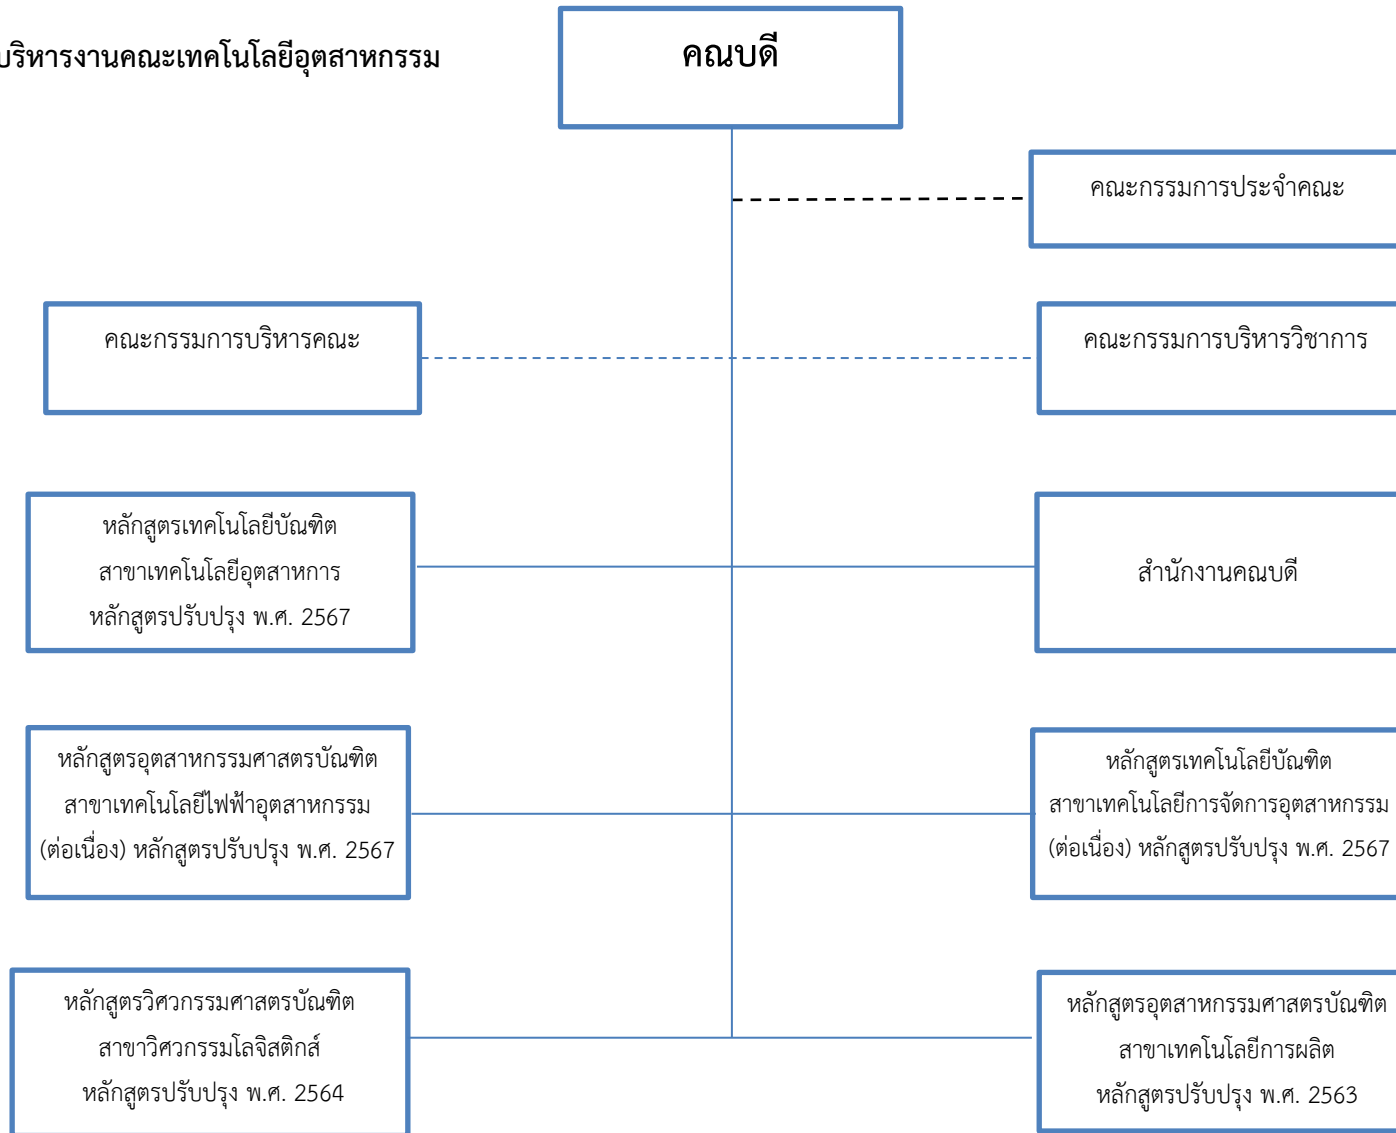 บริหารงานคณะเทคโนโลยีอุตสาหกรรม
คณบดี
คณะกรรมการประจำคณะ
คณะกรรมการบริหารคณะ
คณะกรรมการบริหารวิชาการ
หลักสูตรเทคโนโลยีบัณฑิต
สาขาเทคโนโลยีอุตสาหการ
หลักสูตรปรับปรุง พ.ศ. 2567
สำนักงานคณบดี
หลักสูตรอุตสาหกรรมศาสตรบัณฑิต
สาขาเทคโนโลยีไฟฟ้าอุตสาหกรรม
(ต่อเนื่อง) หลักสูตรปรับปรุง พ.ศ. 2567
หลักสูตรเทคโนโลยีบัณฑิต
สาขาเทคโนโลยีการจัดการอุตสาหกรรม
(ต่อเนื่อง) หลักสูตรปรับปรุง พ.ศ. 2567
หลักสูตรวิศวกรรมศาสตรบัณฑิต
สาขาวิศวกรรมโลจิสติกส์
หลักสูตรปรับปรุง พ.ศ. 2564
หลักสูตรอุตสาหกรรมศาสตรบัณฑิต
สาขาเทคโนโลยีการผลิต
หลักสูตรปรับปรุง พ.ศ. 2563